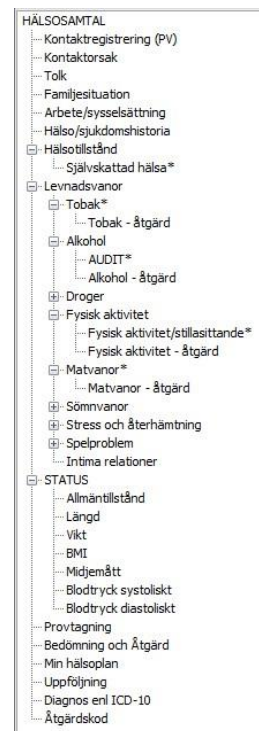 HÄLSOSAMTAL
Kontaktregistrering (PV)
Kontaktorsak
Tolk
Familjesituation
Arbete/sysselsättning
Hälso/sjukdomshistoria
Hälsotillstånd
Självskattad hälsa*
Levnadsvanor
Tobak*
Tobak - åtgärd
Alkohol
AUDIT*
Alkohol - åtgärd
Droger
Fysisk aktivitet
Fysisk aktivitet/stillasittande*
Fysisk aktivitet - åtgärd
Matvanor*
Matvanor - åtgärd
Sömnvanor
Stress och återhämtning
Spelproblem
Intima relationer
STATUS
Allmäntillstånd
Längd
Vikt
BMI
Midjemått
Blodtryck systoliskt
Blodtryck diastoliskt
Provtagning
Bedömning och Åtgärd
Min hälsoplan
Uppföljning
Diagnos enl ICD-10
Åtgärdskod